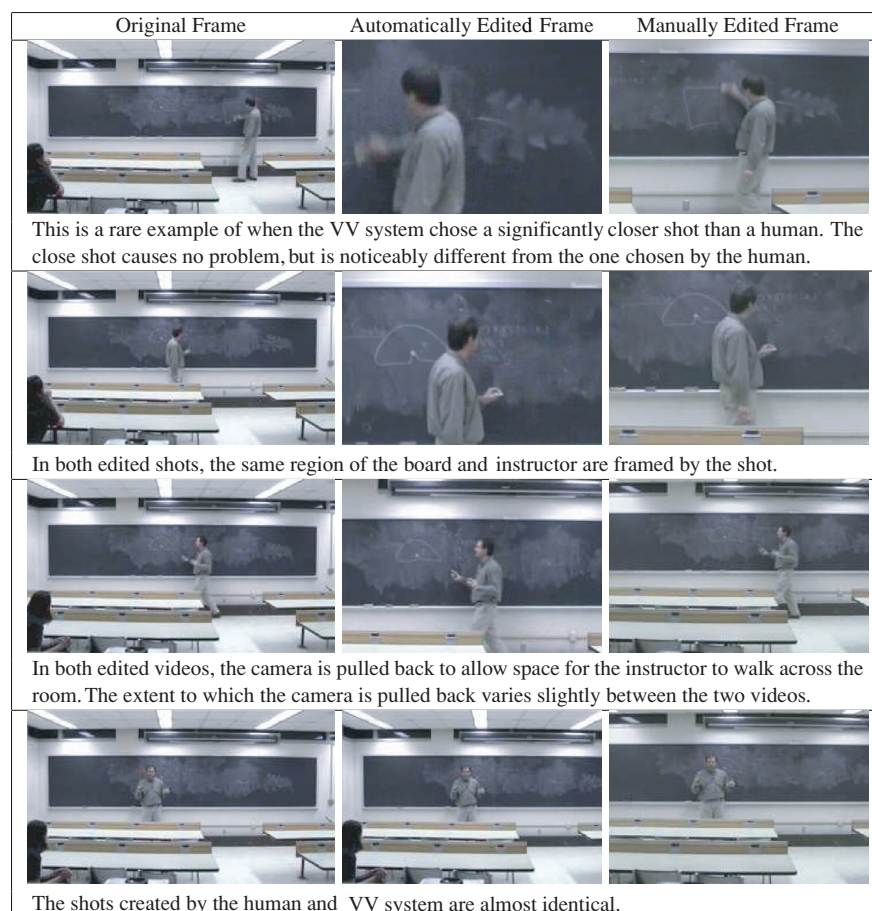 Original Frame Automatically Edited Frame Manually Edited Frame
This is a rare example of when the VV system chose a significantly closer shot than a human. The
close shot causes no problem, but is noticeably different from the one chosen by the human.
In both edited shots, the same region of the board and instructor are framed by the shot.
In both edited videos, the camera is pulled back to allow space for the instructor to walk across the
room. The extent to which the camera is pulled back varies slightly between the two videos.
The shots created by the human and VV system are almost identical.